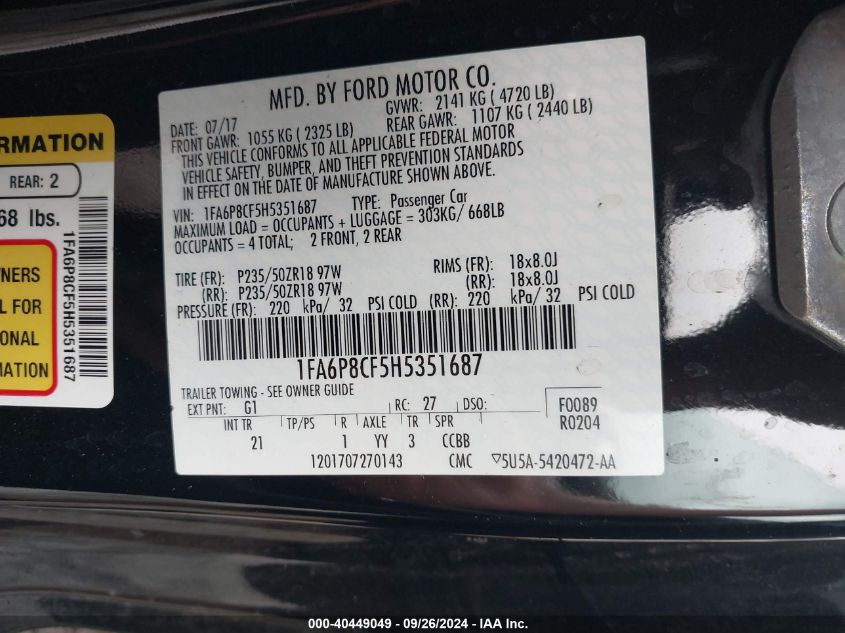 ORMATION
REAR: 2
68 lbs.
WNERS
L FOR
ONAL
MATION
1FA6P8CF5H5351687
MFD. BY FORD MOTOR CO.
DATE: 07/17 GVWR: 2141 KG ( 4720 LB)
FRONT GAWR: 1055 KG ( 2325 LB) REAR GAWR: 1107 KG ( 2440 LB)
THIS VEHICLE CONFORMS TO ALL APPLICABLE FEDERAL MOTOR
VEHICLE SAFETY, BUMPER, AND THEFT PREVENTION STANDARDS
IN EFFECT ON THE DATE OF MANUFACTURE SHOWN ABOVE.
VIN: 1FA6P8CF5H5351687 TYPE: Passenger Car
MAXIMUM LOAD = OCCUPANTS + LUGGAGE = 303KG/ 668LB
OCCUPANTS = 4 TOTAL; 2 FRONT, 2 REAR
TIRE (FR): P235/50ZR18 97W RIMS (FR): 18x8.0J
(RR): P235/50ZR18 97W (RR): 18x8.0J
PRESSURE (FR): 220 kPa/ 32 PSI COLD (RR): 220 kPa/ 32 PSI COLD
1FA6P8CF5H5351687
TRAILER TOWING - SEE OWNER GUIDE
EXT PNT: G1 RC: 27 DSO: F0089
INT TR TP/PS R AXLE TR SPR R0204
21 1 YY 3 CCBB
1201707270143 CMC ▽5U5A-5420472-AA
000-40449049 - 09/26/2024 - IAA Inc.